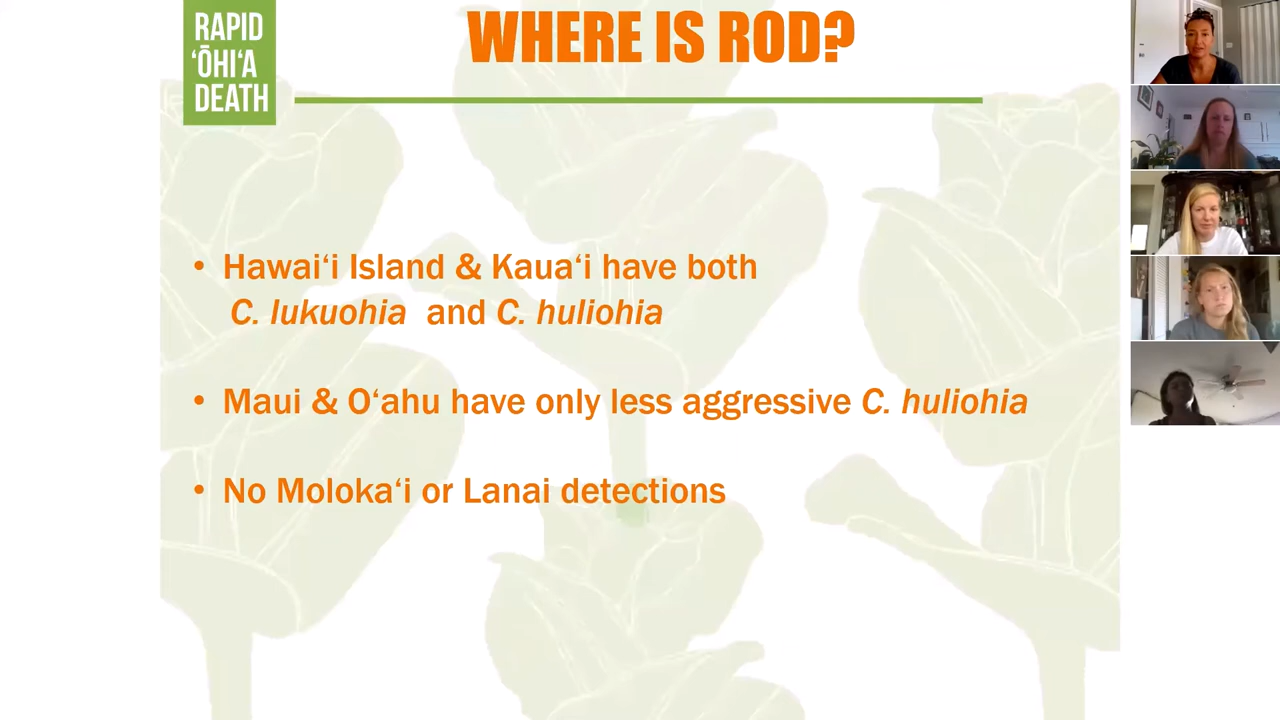 RAPID
ʻŌHIʻA
DEATH
WHERE IS ROD?
• Hawaiʻi Island & Kauaʻi have both
C. lukuohia and C. huliohia
• Maui & Oʻahu have only less aggressive C. huliohia
• No Molokaʻi or Lanai detections